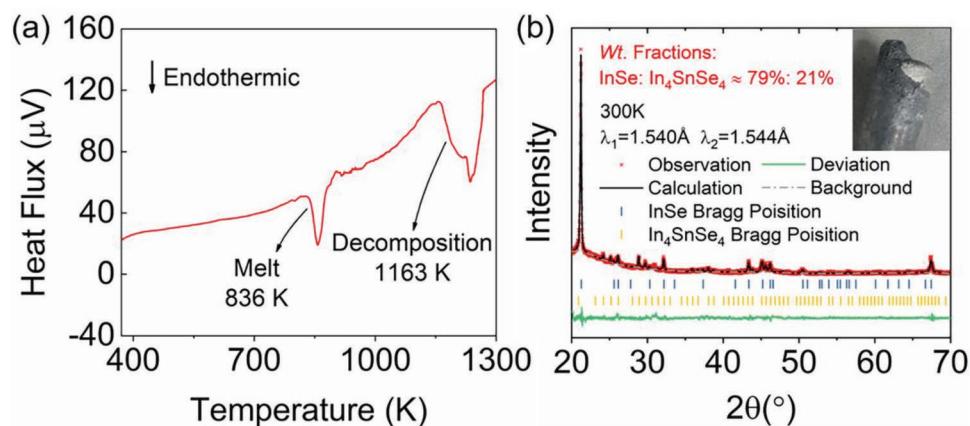 (a)
160
120
80
40
0
-40
Heat Flux (μV)
Endothermic
Melt
836 K
Decomposition
1163 K
400
700
1000
1300
Temperature (K)
(b)
Wt. Fractions:
InSe: In₄SnSe₄ ≈ 79%: 21%
300K
λ₁=1.540Å λ₂=1.544Å
Observation Deviation
Calculation Background
InSe Bragg Poisition
In₄SnSe₄ Bragg Poisition
Intensity
20 30 40 50 60 70
2θ(°)